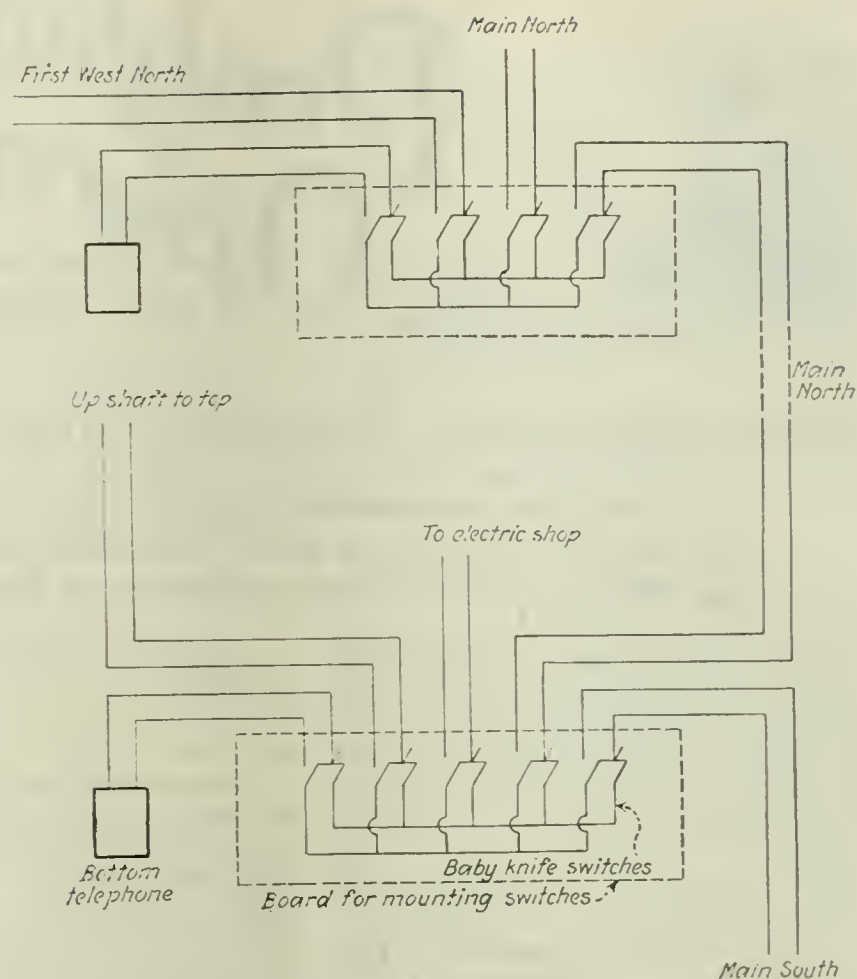 Main North
First West North
Main
North
Up shaft to top
To electric shop
Baby knife switches
Board for mounting switches
Bottom
telephone
Main South